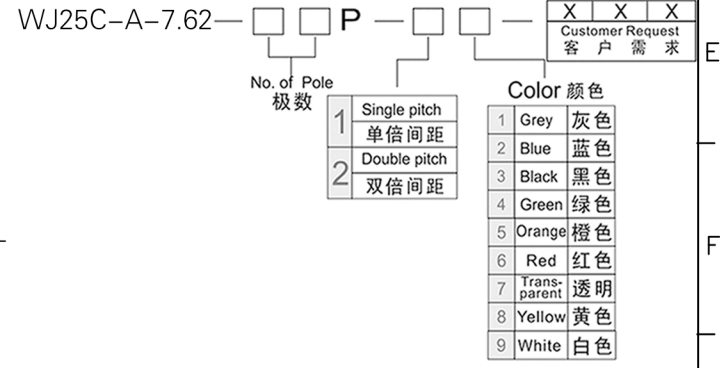 WJ25C-A-7.62—□□P—□□—
X X X
Customer Request
客户需求
E
No. of Pole
极数
Color 颜色
1 Single pitch
单倍间距
2 Double pitch
双倍间距
1 Grey 灰色
2 Blue 蓝色
3 Black 黑色
4 Green 绿色
5 Orange 橙色
F
6 Red 红色
7 Trans-
parent 透明
8 Yellow 黄色
9 White 白色